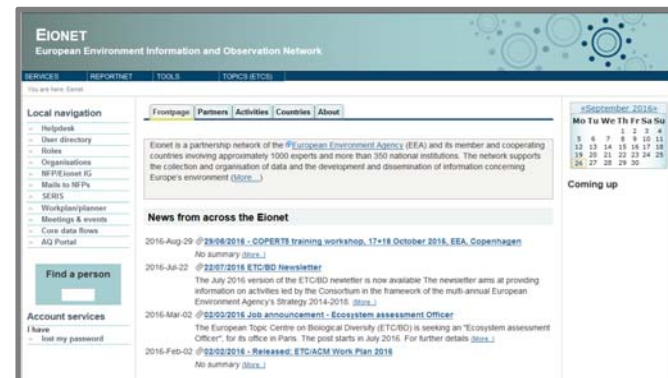 EIONET
European Environment Information and Observation Network
SERVICES REPORTNET TOOLS TOPICS (ETCS)
You are here: Eionet
Local navigation
Helpdesk
User directory
Roles
Organisations
NFP/Eionet IG
Mails to NFPs
SERIS
Workplan/planner
Meetings & events
Core data flows
AQ Portal
Find a person
Account services
I have
lost my password
Frontpage Partners Activities Countries About
Eionet is a partnership network of the European Environment Agency (EEA) and its member and cooperating
countries involving approximately 1000 experts and more than 350 national institutions. The network supports
the collection and organisation of data and the development and dissemination of information concerning
Europe's environment (More...)
News from across the Eionet
2016-Aug-29 29/08/2016 - COPERT5 training workshop, 17+18 October 2016, EEA, Copenhagen
No summary (More..)
2016-Jul-22 22/07/2016 ETC/BD Newsletter
The July 2016 version of the ETC/BD newletter is now available The newsletter aims at providing
information on activities led by the Consortium in the framework of the multi-annual European
Environment Agency's Strategy 2014-2018. (More..)
2016-Mar-02 02/03/2016 Job announcement - Ecosystem assessment Officer
The European Topic Centre on Biological Diversity (ETC/BD) is seeking an "Ecosystem assessment
Officer", for its office in Paris. The post starts in July 2016. For further details (More..)
2016-Feb-02 02/02/2016 - Released: ETC/ACM Work Plan 2016
No summary (More..)
«September 2016»
Mo Tu We Th Fr Sa Su
1 2 3 4
5 6 7 8 9 10 11
12 13 14 15 16 17 18
19 20 21 22 23 24 25
26 27 28 29 30
Coming up